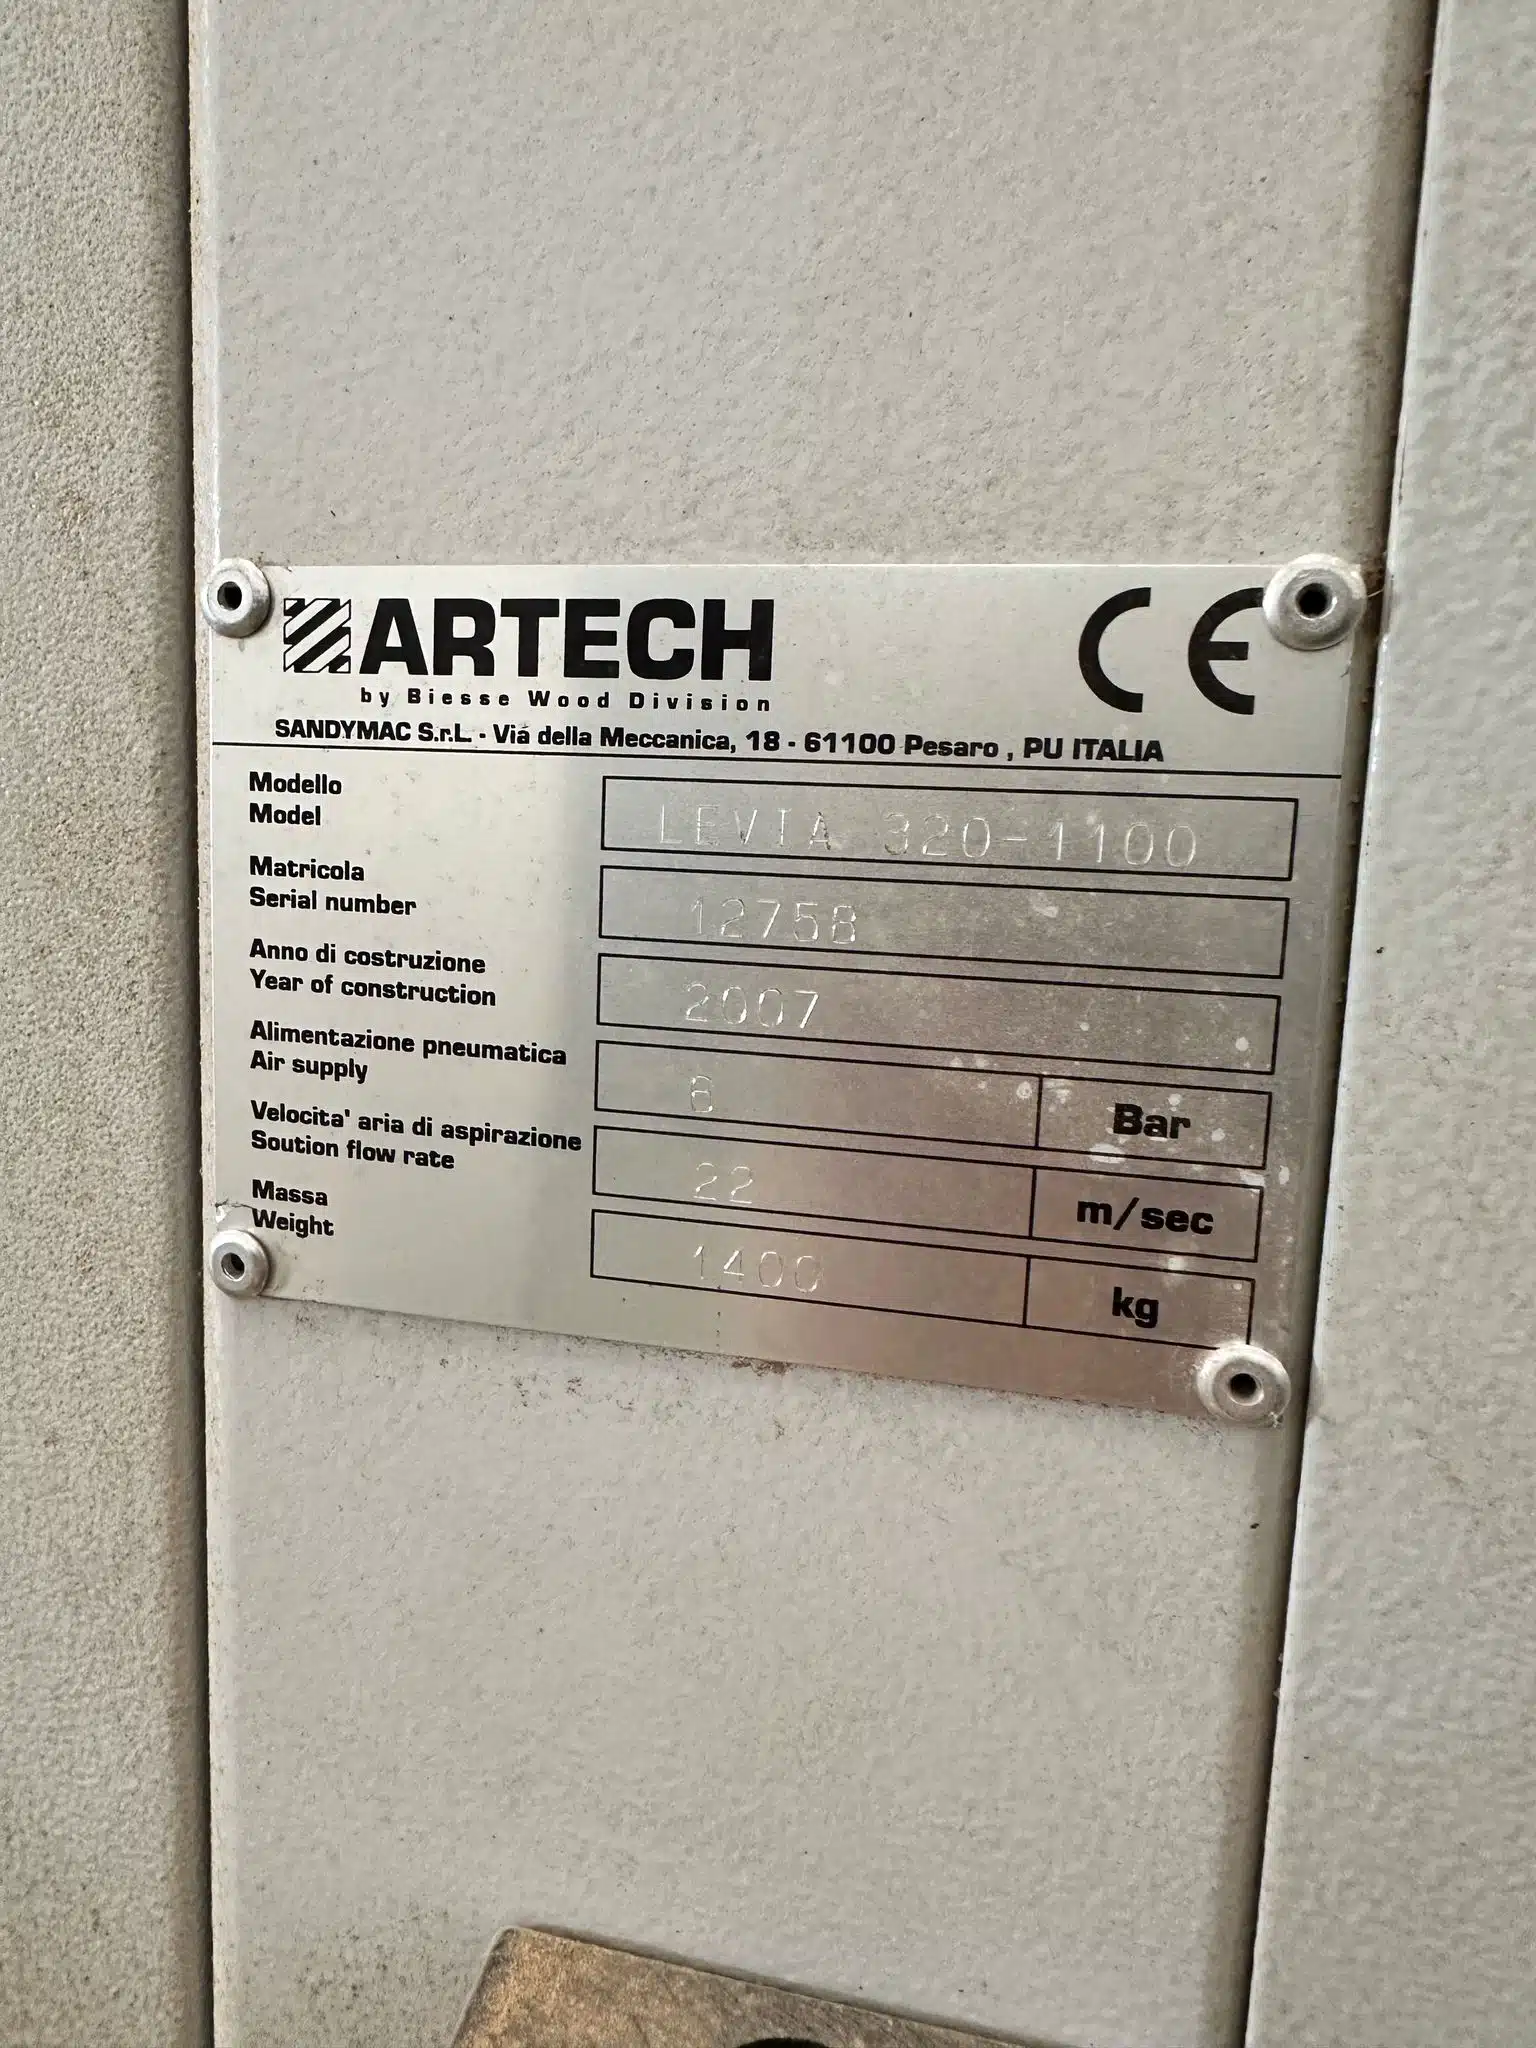 ARTECH
by Biesse Wood Division
CE
SANDYMAC S.r.L. - Viá della Meccanica, 18 - 61100 Pesaro , PU ITALIA
Modello
Model
LEVIA 320-1100
Matricola
Serial number
12758
Anno di costruzione
Year of construction
2007
Alimentazione pneumatica
Air supply
Bar
Velocita' aria di aspirazione
Soution flow rate
22 m/sec
Massa
Weight
1400 kg